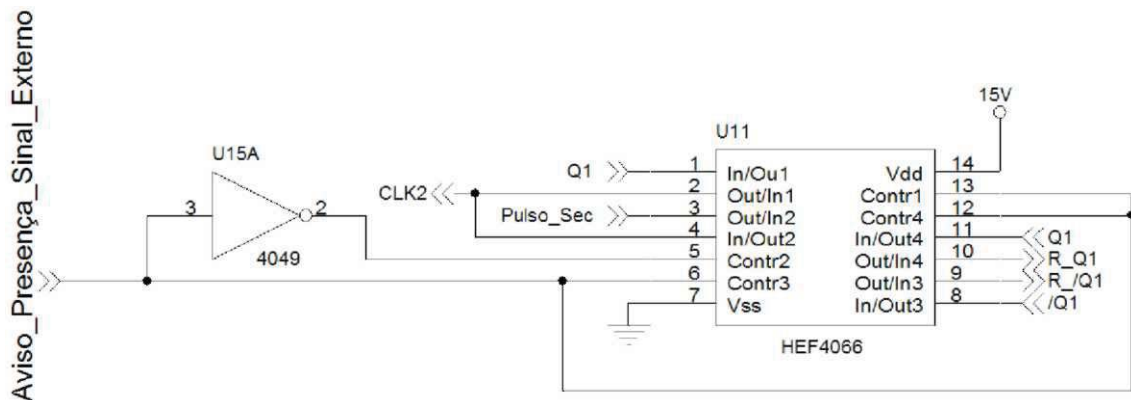 Aviso_Presença_Sinal_Externo
U15A
3
2
4049
CLK2
Q1
Pulso_Sec
U11
15V
1 In/Ou1 Vdd 14
2 Out/In1 Contr1 13
3 Out/In2 Contr4 12
4 In/Out2 In/Out4 11 Q1
5 Contr2 Out/In4 10 R_Q1
6 Contr3 Out/In3 9 R_/Q1
7 Vss In/Out3 8 /Q1
HEF4066